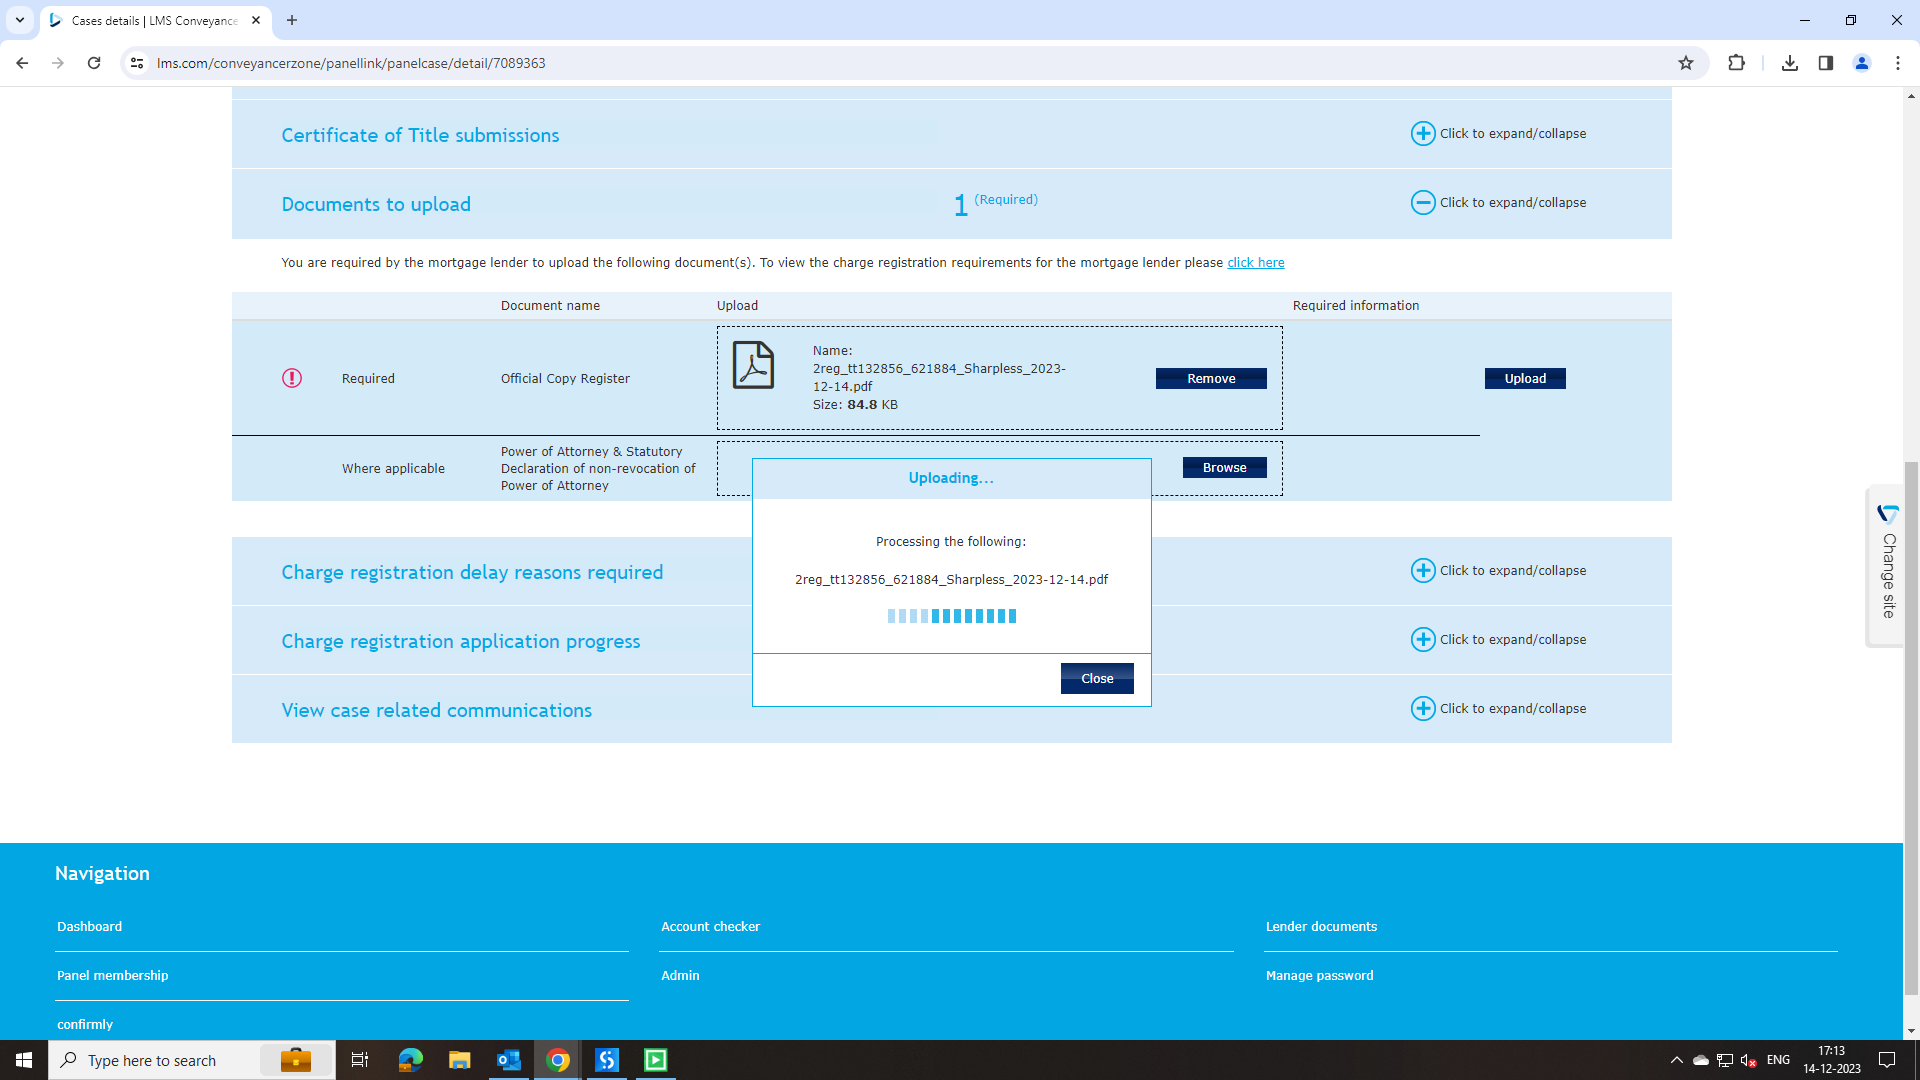 Cases details | LMS Conveyance
lms.com/conveyancerzone/panellink/panelcase/detail/7089363
Certificate of Title submissions
Click to expand/collapse
Documents to upload
1 (Required)
Click to expand/collapse
You are required by the mortgage lender to upload the following document(s). To view the charge registration requirements for the mortgage lender please click here
Document name Upload Required information
Required
Official Copy Register
Name:
2reg_tt132856_621884_Sharpless_2023-
12-14.pdf
Size: 84.8 KB
Remove
Upload
Where applicable
Power of Attorney & Statutory
Declaration of non-revocation of
Power of Attorney
Browse
Uploading...
Processing the following:
2reg_tt132856_621884_Sharpless_2023-12-14.pdf
Close
Charge registration delay reasons required
Click to expand/collapse
Charge registration application progress
Click to expand/collapse
View case related communications
Click to expand/collapse
Change site
Navigation
Dashboard
Account checker
Lender documents
Panel membership
Admin
Manage password
confirmly
Type here to search
ENG
17:13
14-12-2023